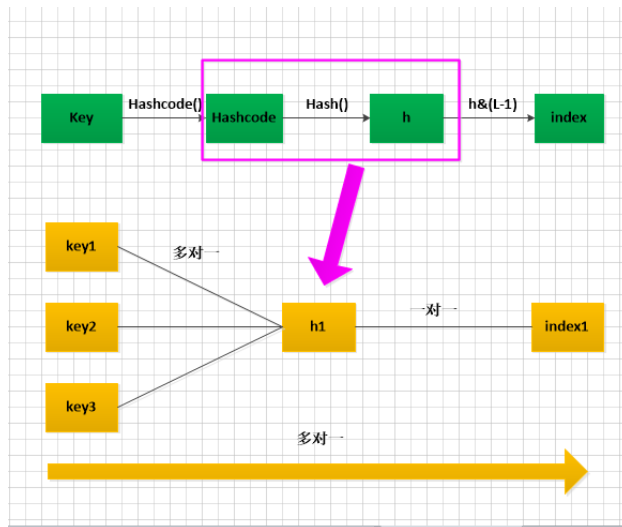 Hashcode()
Hash()
h&(L-1)
Key
Hashcode
h
index
key1
多对一
key2
h1
一对一
index1
key3
多对一